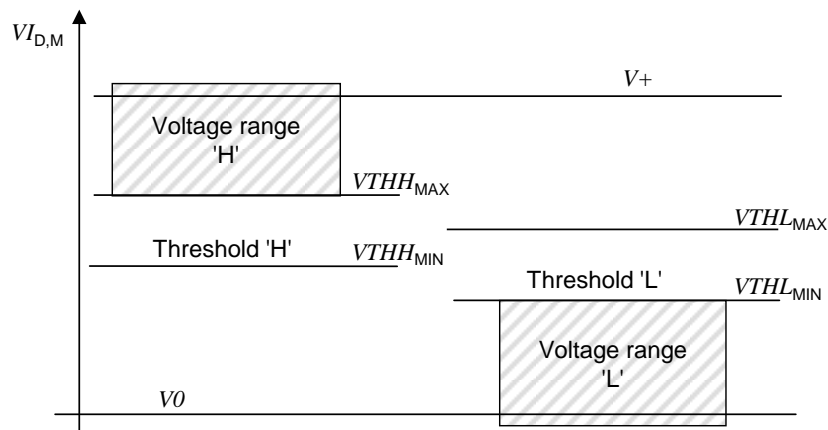 VI_D,M
V+
Voltage range
'H'
VTHH_MAX
VTHL_MAX
Threshold 'H'
VTHH_MIN
Threshold 'L'
VTHL_MIN
Voltage range
'L'
V0